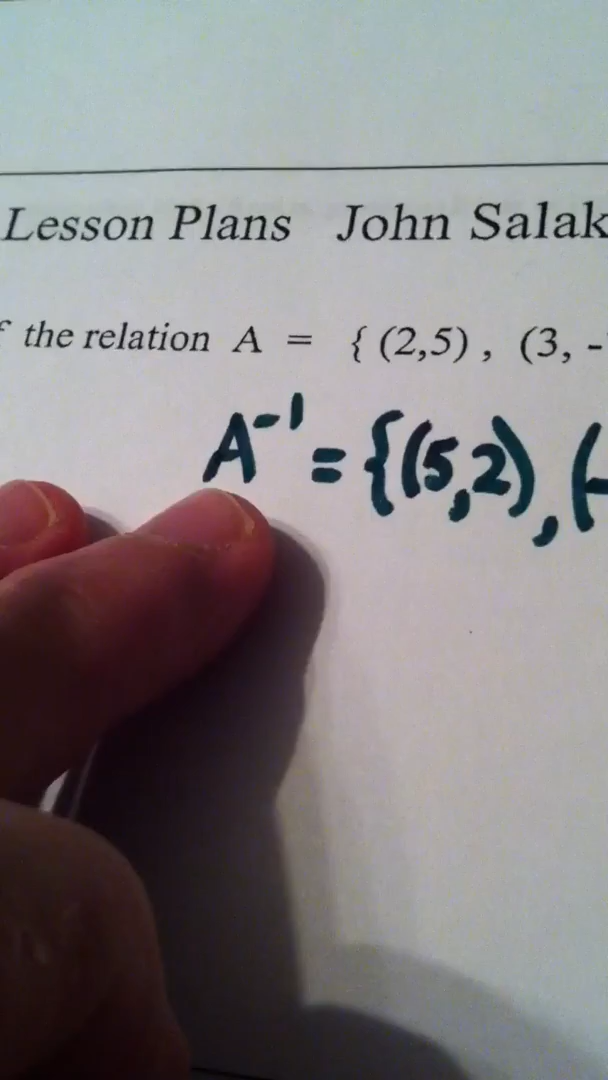 Lesson Plans John Salak
the relation A = { (2,5) , (3, -
A⁻¹ = {(5,2), (-